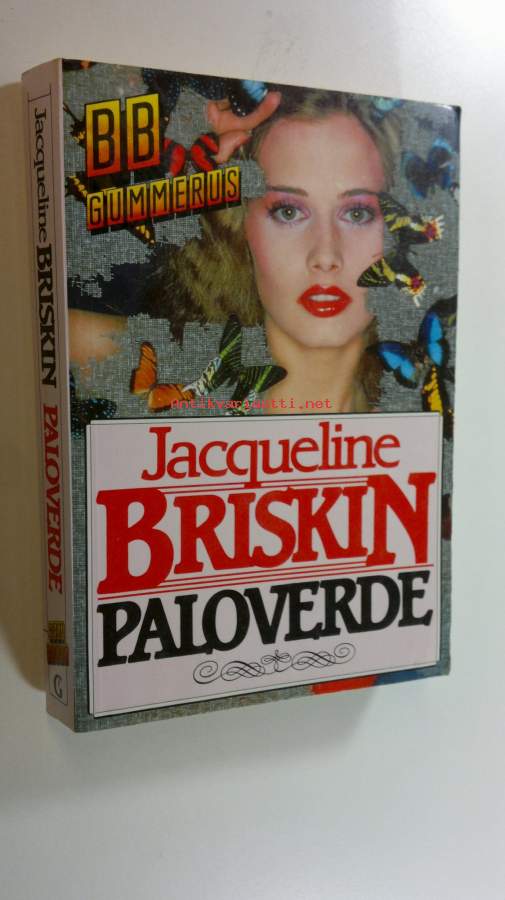 BB
GUMMERUS
Antikvariaatti.net
Jacqueline
BRISKIN
PALOVERDE
Jacqueline BRISKIN PALOVERDE
G